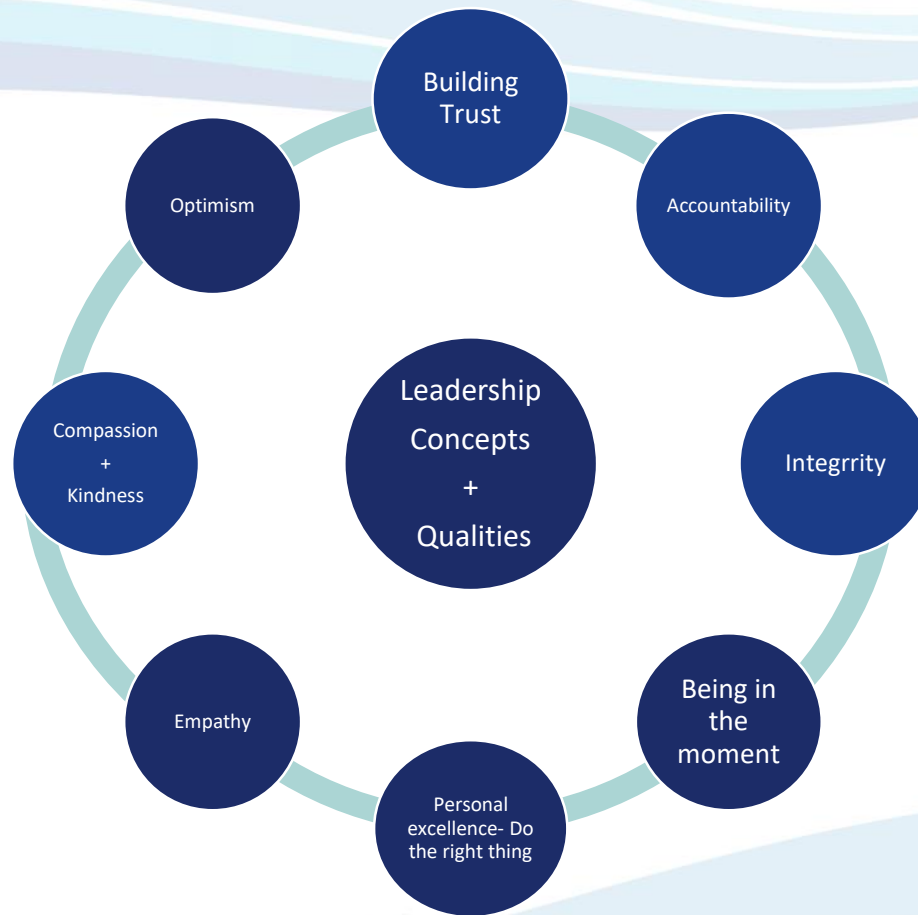 Building
Trust
Optimism
Accountability
Leadership
Concepts
+
Qualities
Compassion
+
Kindness
Integrrity
Being in
the
moment
Empathy
Personal
excellence- Do
the right thing